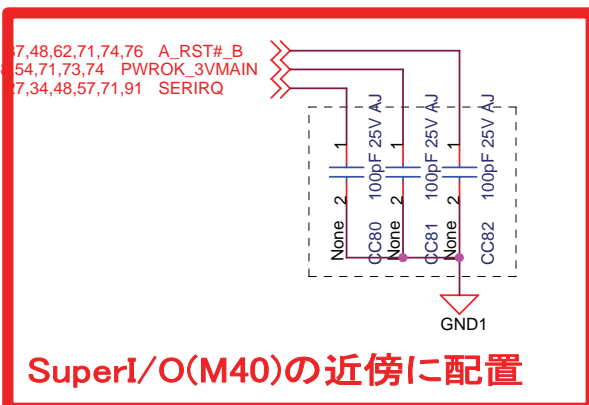 48,62,71,74,76 A_RST#_B
54,71,73,74 PWROK_3VMAIN
34,48,57,71,91 SERIRQ
1
2
None
CC80
100pF 25V AJ
1
2
None
CC81
100pF 25V AJ
1
2
None
CC82
100pF 25V AJ
GND1
SuperI/O(M40)の近傍に配置